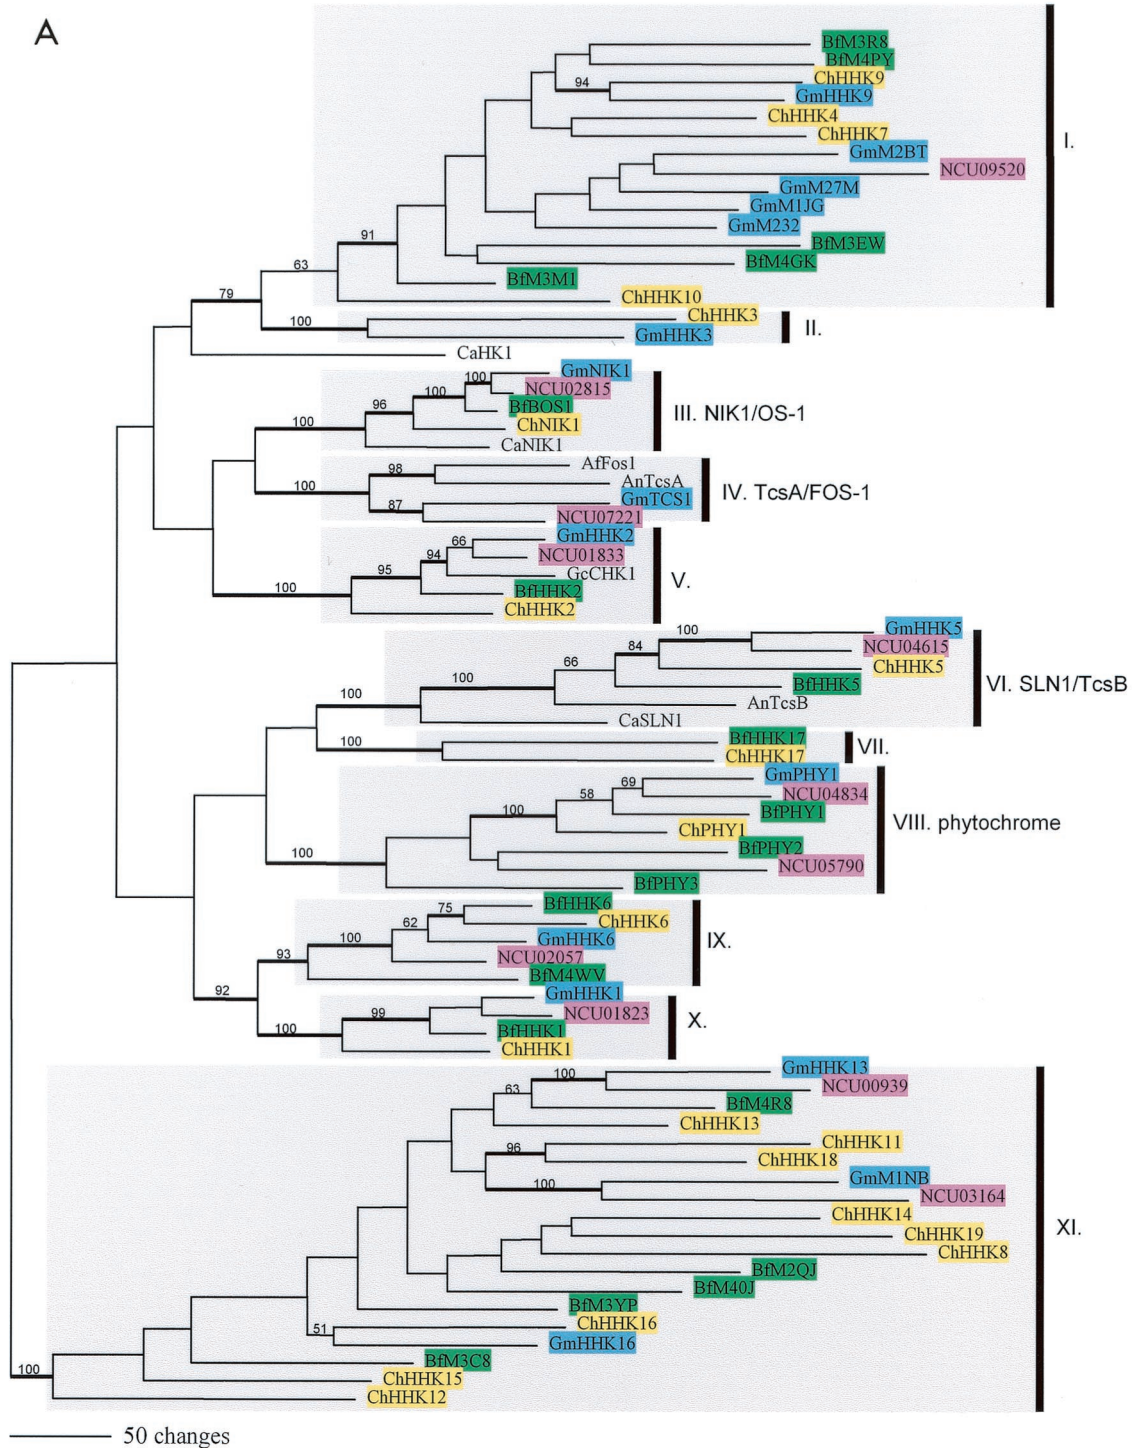 A
BfM3R8
BfM4PY
ChHHK9
94
GmHHK9
ChHHK4
ChHHK7
I.
GmM2BT
NCU09520
GmM27M
GmM1JG
GmM232
91
BfM3EW
63
BfM4GK
BfM3M1
79
ChHHK10
ChHHK3
100
GmHHK3
II.
CaHK1
GmNIK1
100
NCU02815
100
BfBOS1
96
ChNIK1
III. NIK1/OS-1
100
CaNIK1
AfFos1
98
AnTcsA
100
GmTCS1
IV. TcsA/FOS-1
87
NCU07221
GmHHK2
66
NCU01833
94
GcCHK1
95
V.
BfHHK2
100
ChHHK2
GmHHK5
100
NCU04615
84
ChHHK5
66
100
BfHHK5
VI. SLN1/TcsB
100
AnTcsB
CaSLN1
BfHHK17
100
VII.
ChHHK17
GmPHY1
69
NCU04834
58
100
BfPHY1
VIII. phytochrome
ChPHY1
BfPHY2
100
NCU05790
BfPHY3
BfHHK6
75
ChHHK6
62
GmHHK6
100
IX.
93
NCU02057
BfM4WV
92
GmHHK1
99
NCU01823
X.
100
BfHHK1
ChHHK1
GmHHK13
100
NCU00939
63
BfM4R8
ChHHK13
ChHHK11
96
ChHHK18
GmM1NB
100
NCU03164
ChHHK14
XI.
ChHHK19
ChHHK8
BfM2QJ
BfM40J
BfM3YP
ChHHK16
51
GmHHK16
BfM3C8
100
ChHHK15
ChHHK12
50 changes